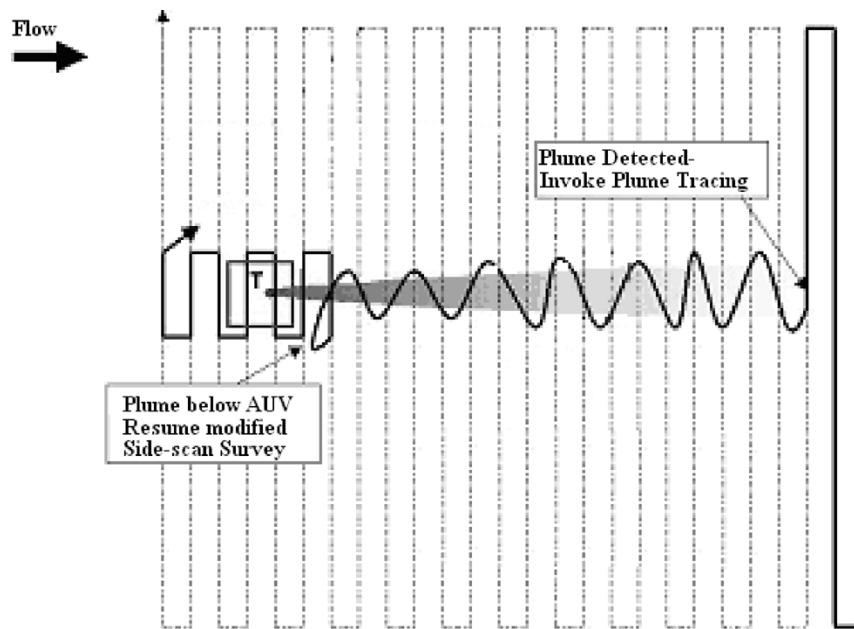 Flow
Plume Detected-
Invoke Plume Tracing
T
Plume below AUV
Resume modified
Side-scan Survey